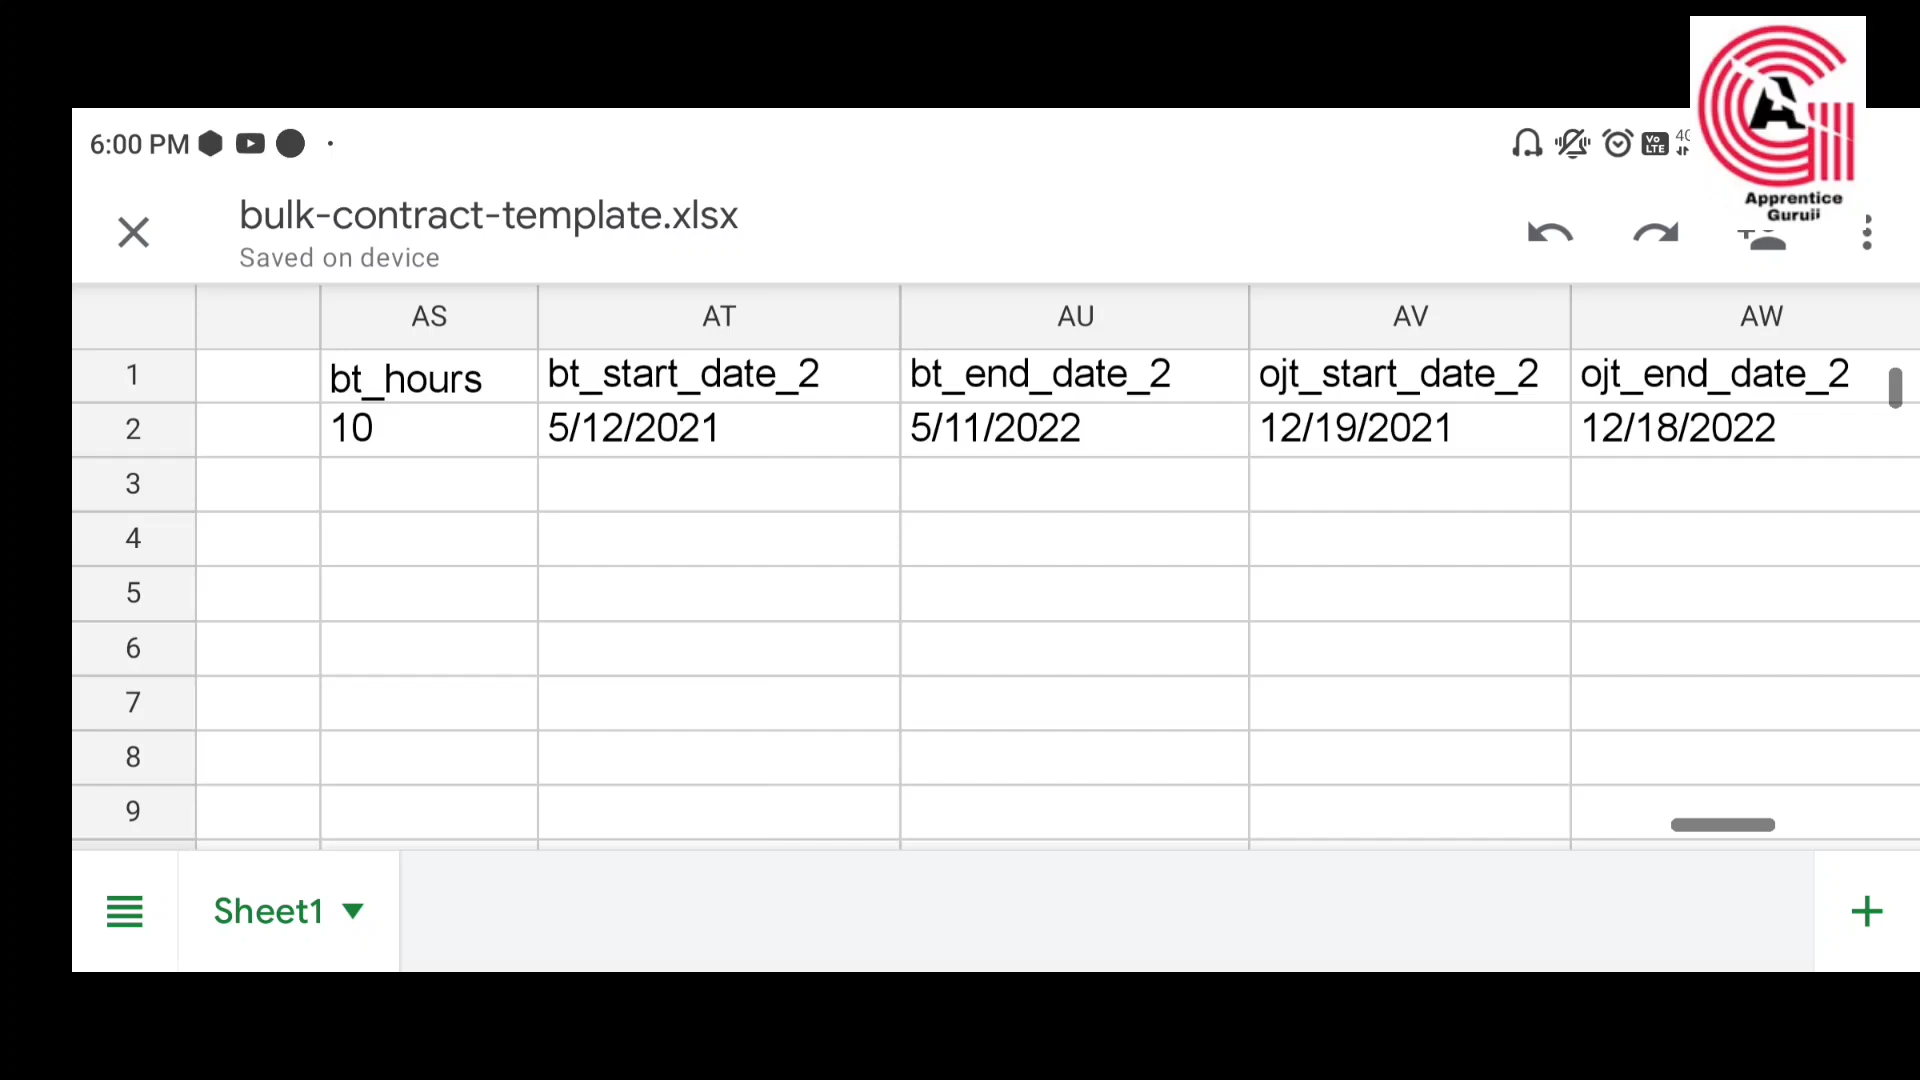 6:00 PM
Vo LTE
A
Apprentice
Guruji
bulk-contract-template.xlsx
Saved on device
AS AT AU AV AW
1 bt_hours bt_start_date_2 bt_end_date_2 ojt_start_date_2 ojt_end_date_2
2 10 5/12/2021 5/11/2022 12/19/2021 12/18/2022
3
4
5
6
7
8
9
Sheet1